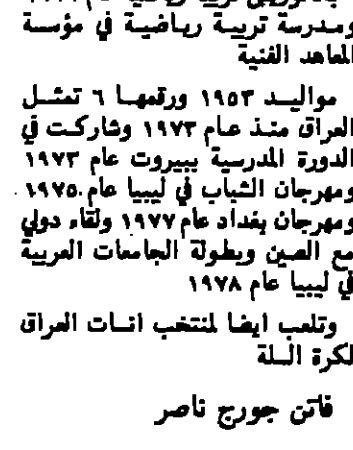 ومدرسة تربية رياضية في مؤسسة
المعاهد الفنية
مواليد ١٩٥٣ ورقمها ٦ تمثل
العراق منذ عام ١٩٧٣ وشاركت في
الدورة المدرسية ببيروت عام ١٩٧٣
ومهرجان الشباب في ليبيا عام ١٩٧٥
ومهرجان بغداد عام ١٩٧٧ ولقاء دولي
مع الصين وبطولة الجامعات العربية
في ليبيا عام ١٩٧٨
وتلعب ايضا لمنتخب انسات العراق
لكرة السلة
فاتن جورج ناصر